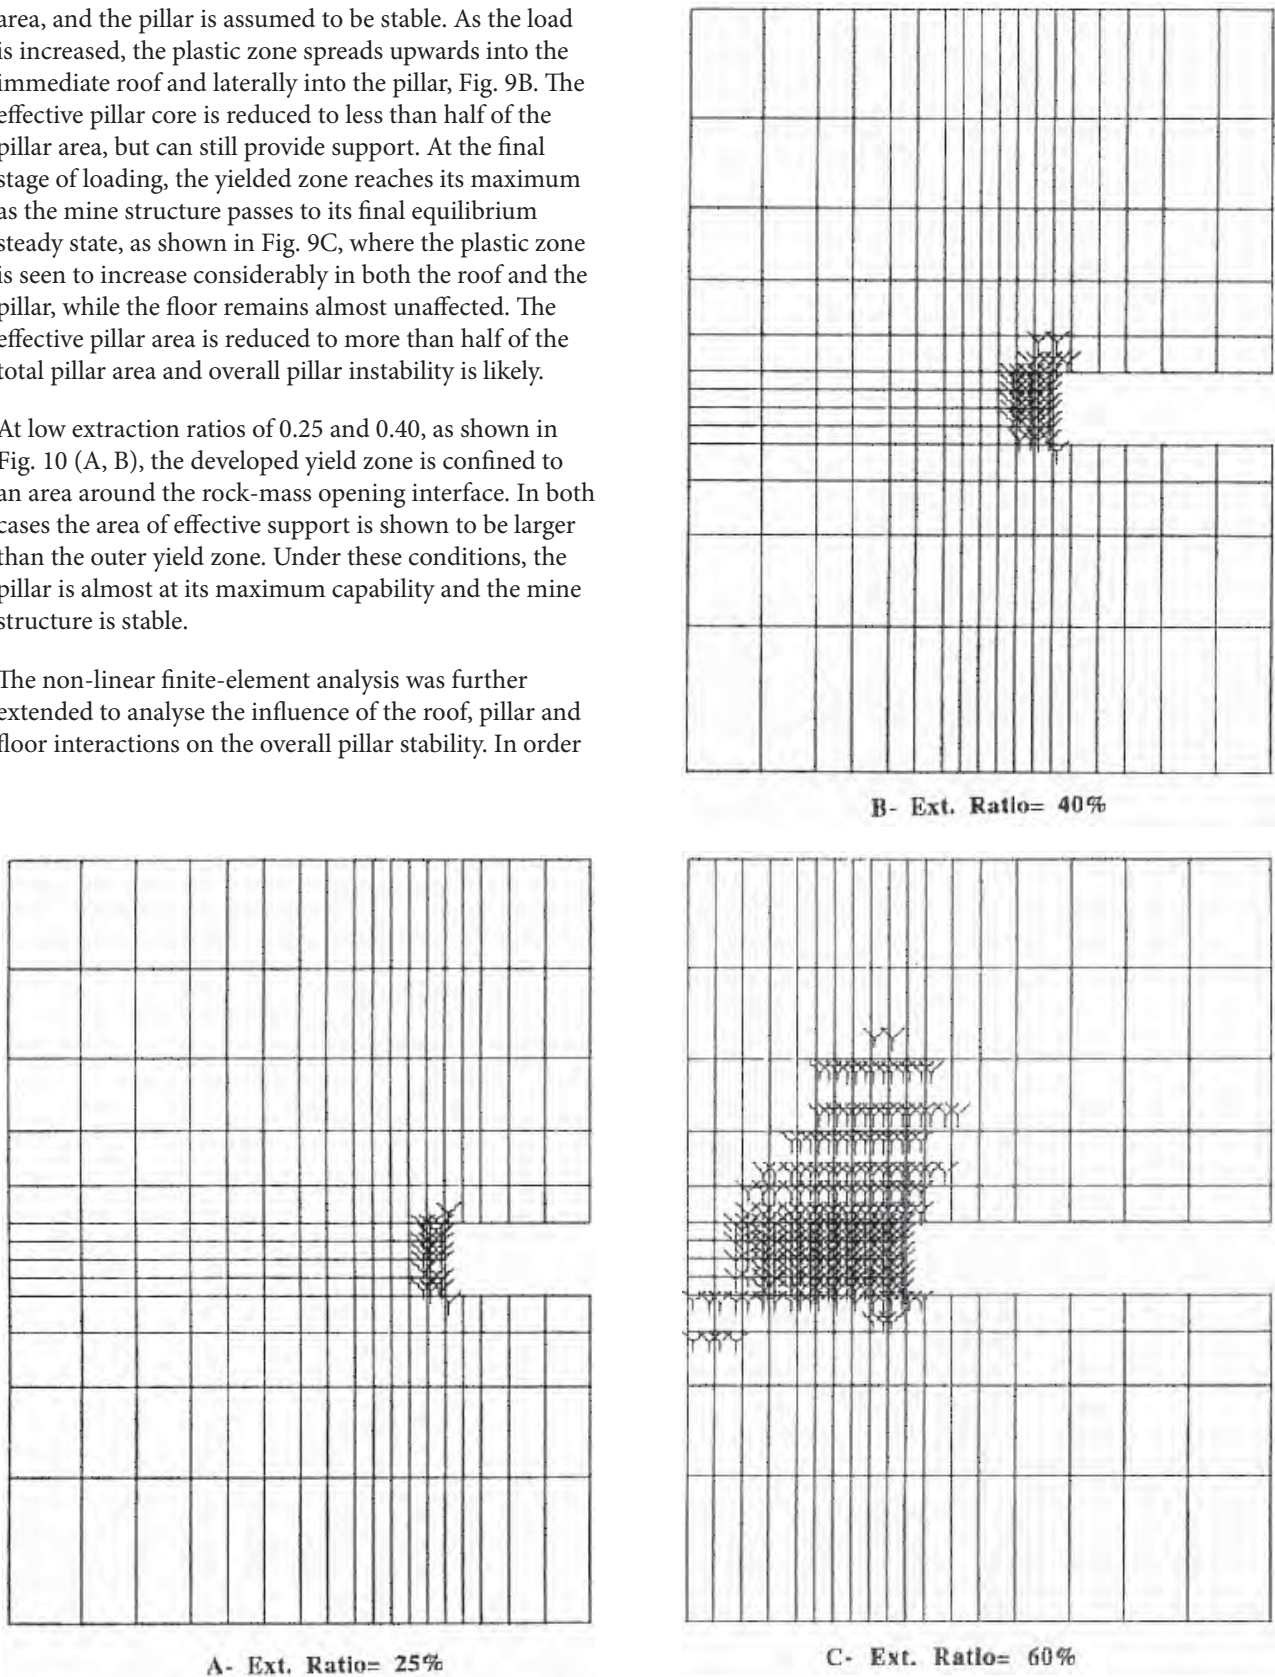 area, and the pillar is assumed to be stable. As the load
is increased, the plastic zone spreads upwards into the
immediate roof and laterally into the pillar, Fig. 9B. The
effective pillar core is reduced to less than half of the
pillar area, but can still provide support. At the final
stage of loading, the yielded zone reaches its maximum
as the mine structure passes to its final equilibrium
steady state, as shown in Fig. 9C, where the plastic zone
is seen to increase considerably in both the roof and the
pillar, while the floor remains almost unaffected. The
effective pillar area is reduced to more than half of the
total pillar area and overall pillar instability is likely.
At low extraction ratios of 0.25 and 0.40, as shown in
Fig. 10 (A, B), the developed yield zone is confined to
an area around the rock-mass opening interface. In both
cases the area of effective support is shown to be larger
than the outer yield zone. Under these conditions, the
pillar is almost at its maximum capability and the mine
structure is stable.
The non-linear finite-element analysis was further
extended to analyse the influence of the roof, pillar and
floor interactions on the overall pillar stability. In order
B- Ext. Ratio= 40%
A- Ext. Ratio= 25%
C- Ext. Ratio= 60%